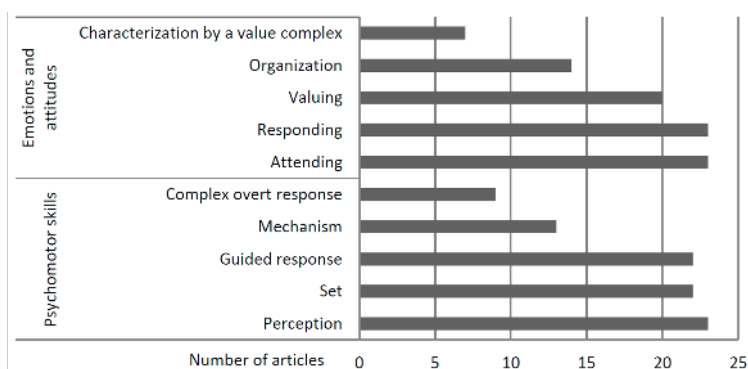 Emotions and
attitudes
Characterization by a value complex
Organization
Valuing
Responding
Attending
Psychomotor skills
Complex overt response
Mechanism
Guided response
Set
Perception
Number of articles 0 5 10 15 20 25